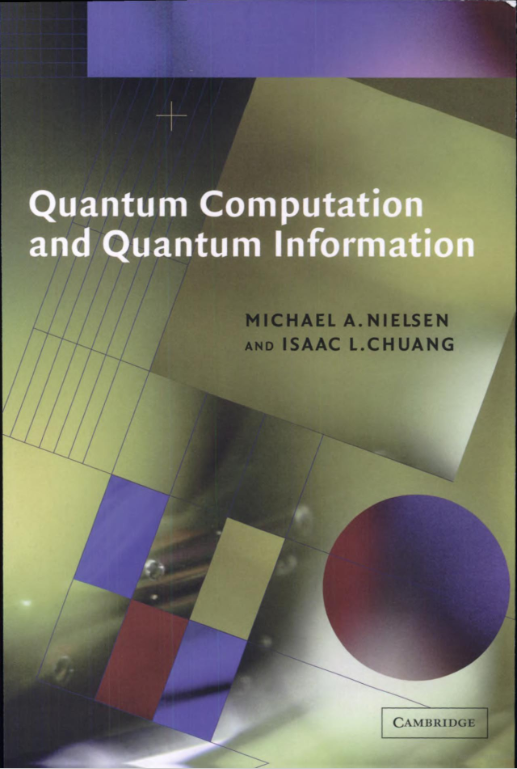 Quantum Computation
and Quantum Information
MICHAEL A. NIELSEN
AND ISAAC L. CHUANG
CAMBRIDGE